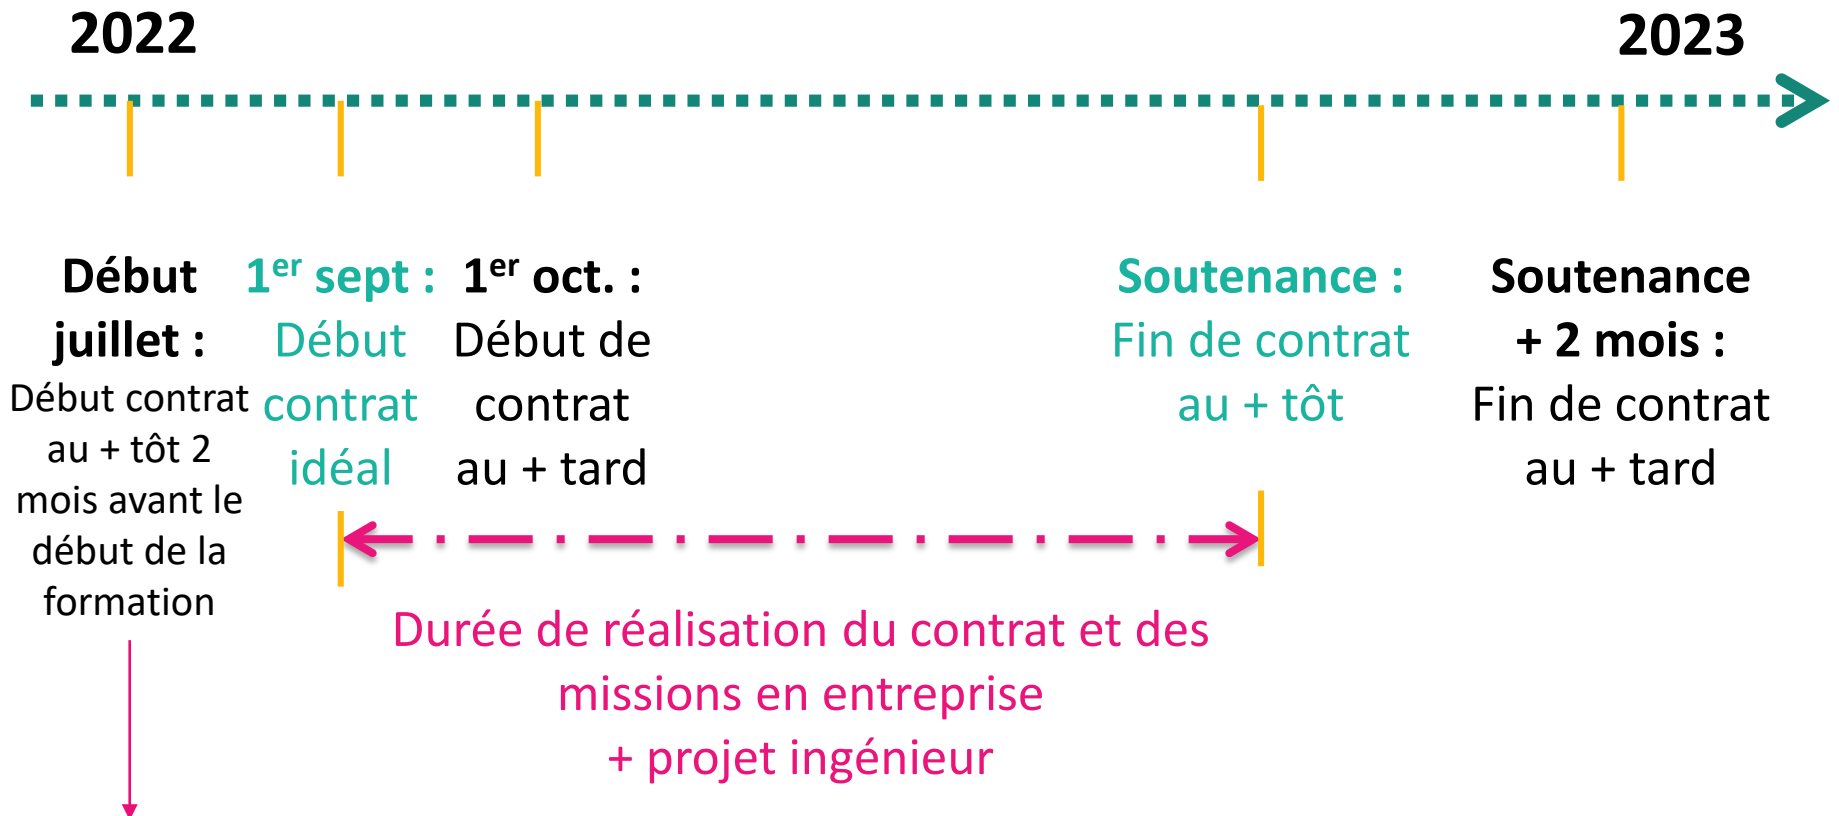 2022
2023
Début
juillet :
Début contrat
au + tôt 2
mois avant le
début de la
formation
1er sept :
Début
contrat
idéal
1er oct. :
Début de
contrat
au + tard
Soutenance :
Fin de contrat
au + tôt
Soutenance
+ 2 mois :
Fin de contrat
au + tard
Durée de réalisation du contrat et des
missions en entreprise
+ projet ingénieur